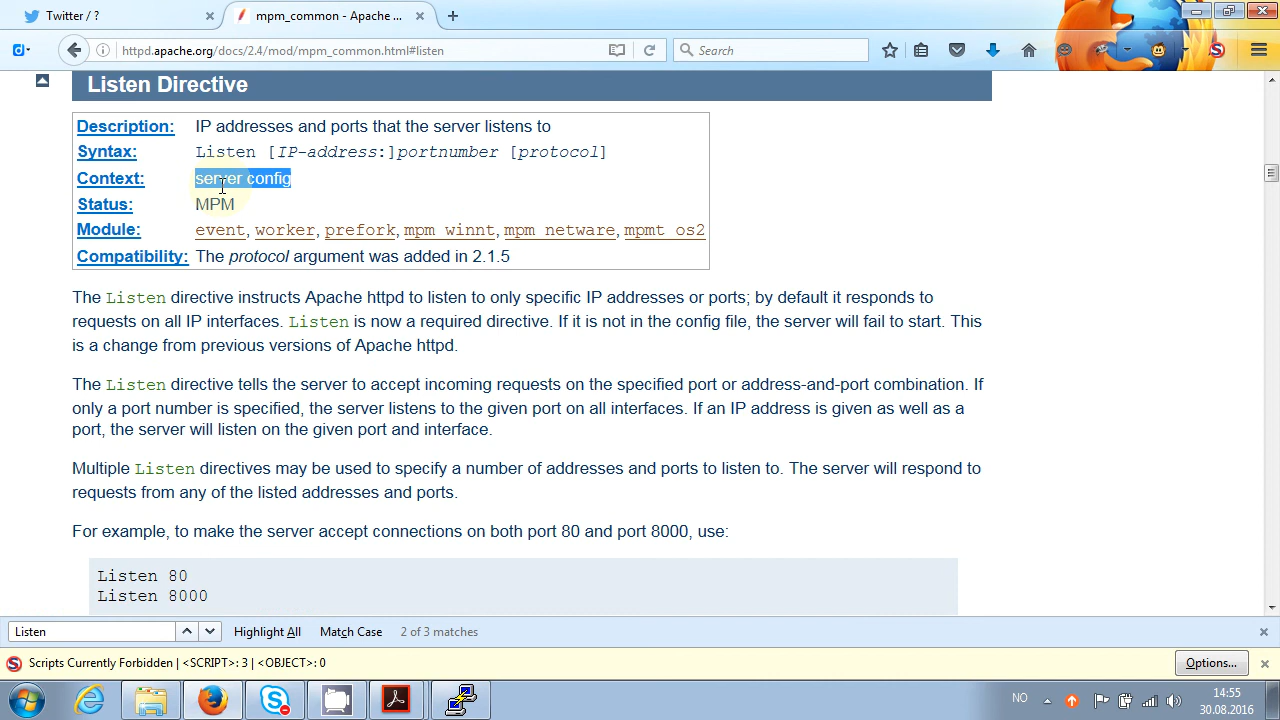 Twitter / ?
mpm_common - Apache ...
httpd.apache.org/docs/2.4/mod/mpm_common.html#listen
Search
Listen Directive
Description: IP addresses and ports that the server listens to
Syntax: Listen [IP-address:]portnumber [protocol]
Context: server config
Status: MPM
Module: event, worker, prefork, mpm_winnt, mpm_netware, mpmt_os2
Compatibility: The protocol argument was added in 2.1.5
The Listen directive instructs Apache httpd to listen to only specific IP addresses or ports; by default it responds to
requests on all IP interfaces. Listen is now a required directive. If it is not in the config file, the server will fail to start. This
is a change from previous versions of Apache httpd.
The Listen directive tells the server to accept incoming requests on the specified port or address-and-port combination. If
only a port number is specified, the server listens to the given port on all interfaces. If an IP address is given as well as a
port, the server will listen on the given port and interface.
Multiple Listen directives may be used to specify a number of addresses and ports to listen to. The server will respond to
requests from any of the listed addresses and ports.
For example, to make the server accept connections on both port 80 and port 8000, use:
Listen 80
Listen 8000
Listen Highlight All Match Case 2 of 3 matches
Scripts Currently Forbidden | <SCRIPT>: 3 | <OBJECT>: 0 Options...
NO 14:55
30.08.2016